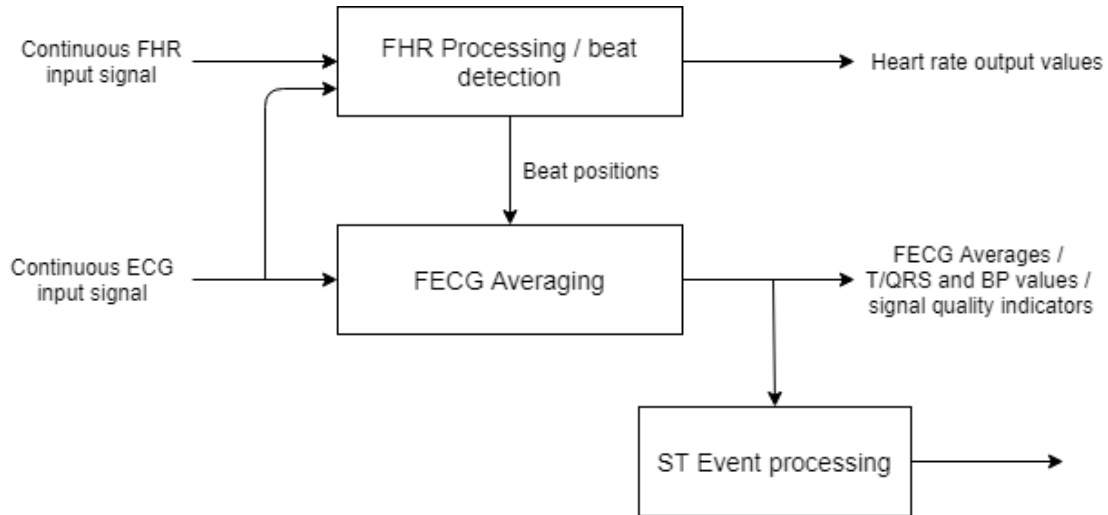 Continuous FHR
input signal
FHR Processing / beat
detection
Heart rate output values
Beat positions
Continuous ECG
input signal
FECG Averaging
FECG Averages /
T/QRS and BP values /
signal quality indicators
ST Event processing